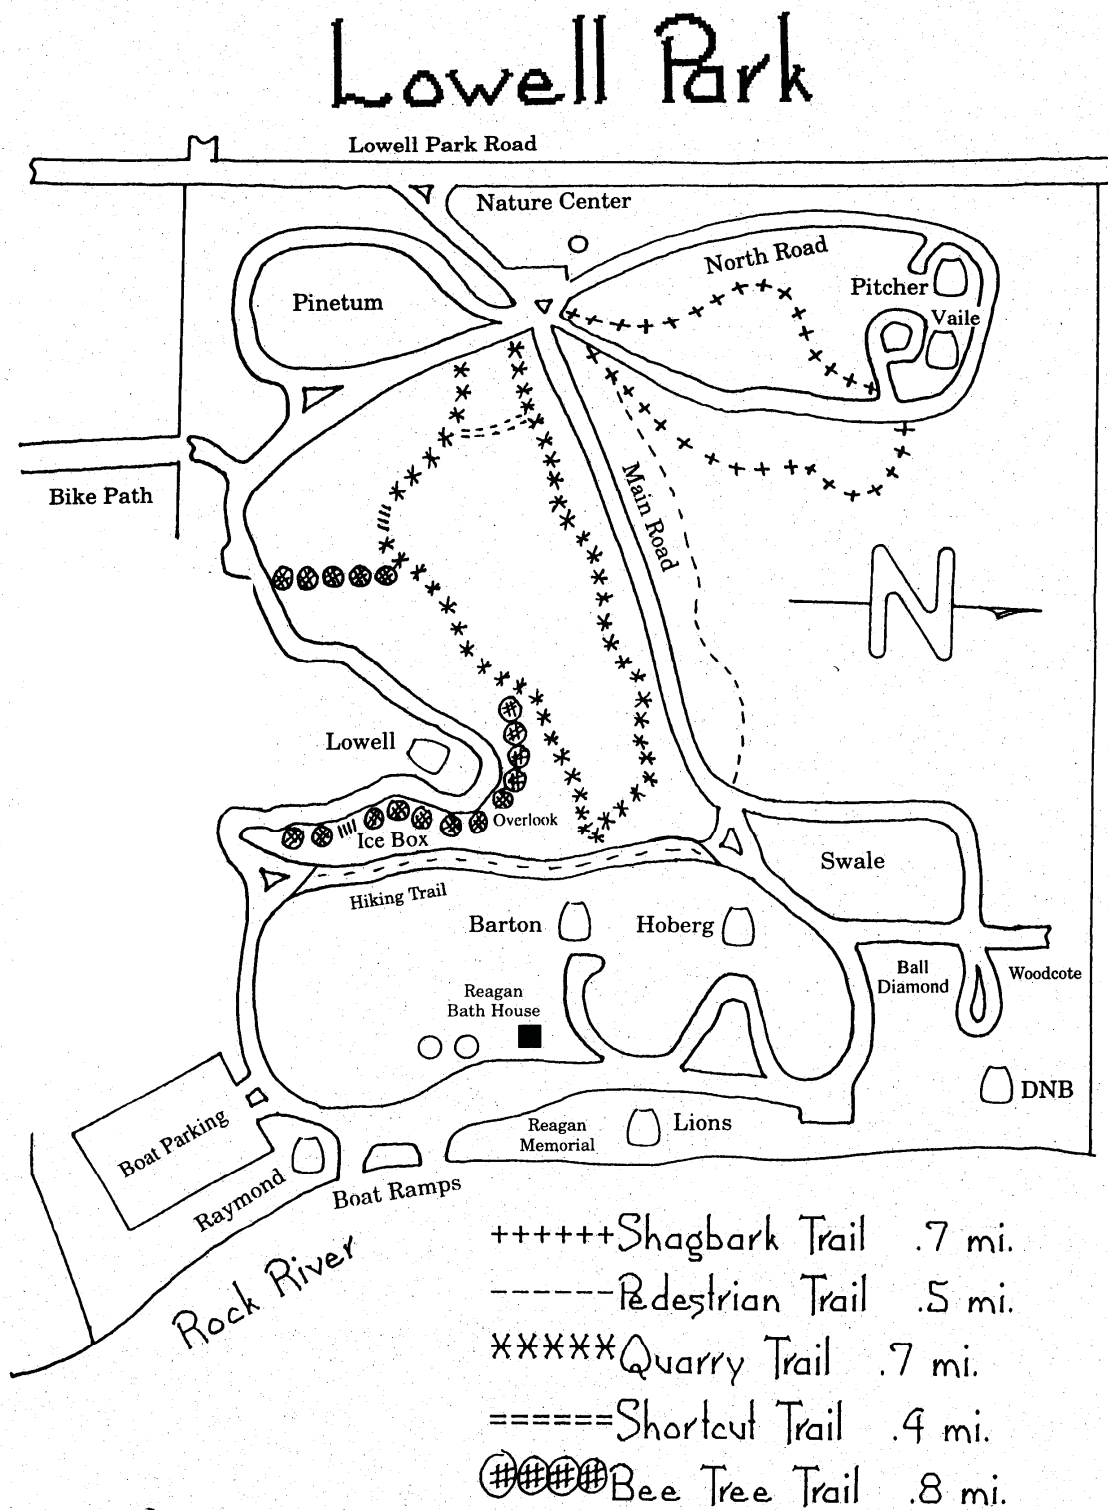 Lowell Park
Lowell Park Road
Nature Center
North Road
Pinetum
Pitcher
Vaile
Bike Path
Main Road
N
Lowell
Overlook
Ice Box
Swale
Hiking Trail
Barton
Hoberg
Ball
Diamond
Woodcote
Reagan
Bath House
DNB
Boat Parking
Reagan
Memorial
Lions
Raymond
Boat Ramps
Rock River
++++++Shagbark Trail .7 mi.
------Pedestrian Trail .5 mi.
*****Quarry Trail .7 mi.
======Shortcut Trail .4 mi.
Bee Tree Trail .8 mi.